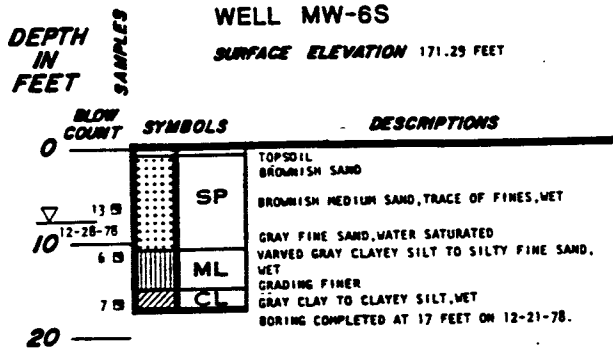 WELL MW-6S
SURFACE ELEVATION 171.29 FEET
DEPTH
IN
FEET
SAMPLES
BLOW
COUNT
SYMBOLS
DESCRIPTIONS
0
TOPSOIL
BROWNISH SAND
SP
13
BROWNISH MEDIUM SAND, TRACE OF FINES, WET
12-28-78
GRAY FINE SAND, WATER SATURATED
10
6
ML
VARVED GRAY CLAYEY SILT TO SILTY FINE SAND,
WET
GRADING FINER
7
CL
GRAY CLAY TO CLAYEY SILT, WET
BORING COMPLETED AT 17 FEET ON 12-21-78.
20